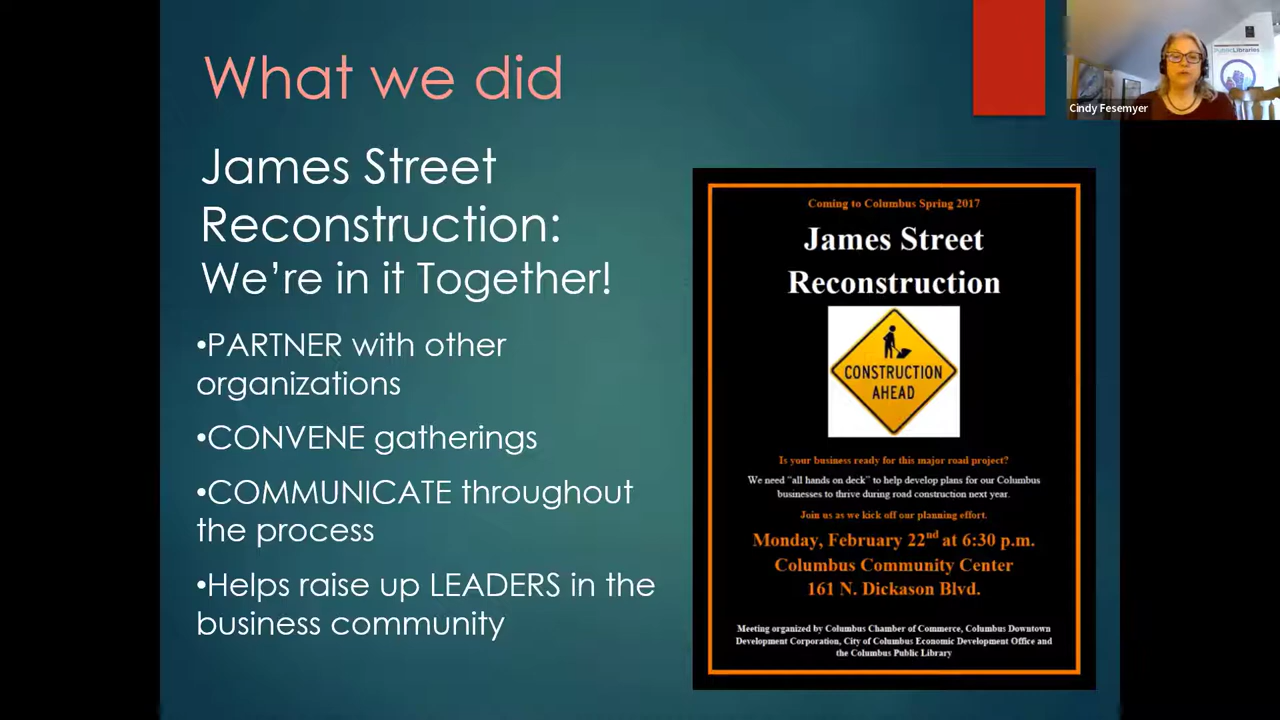 What we did
James Street
Reconstruction:
We're in it Together!
•PARTNER with other
organizations
•CONVENE gatherings
•COMMUNICATE throughout
the process
•Helps raise up LEADERS in the
business community
Coming to Columbus Spring 2017
James Street
Reconstruction
CONSTRUCTION
AHEAD
Is your business ready for this major road project?
We need "all hands on deck" to help develop plans for our Columbus
businesses to thrive during road construction next year.
Join us as we kick off our planning effort.
Monday, February 22nd at 6:30 p.m.
Columbus Community Center
161 N. Dickason Blvd.
Meeting organized by Columbus Chamber of Commerce, Columbus Downtown
Development Corporation, City of Columbus Economic Development Office and
the Columbus Public Library
PublicLibraries
Cindy Fesemyer